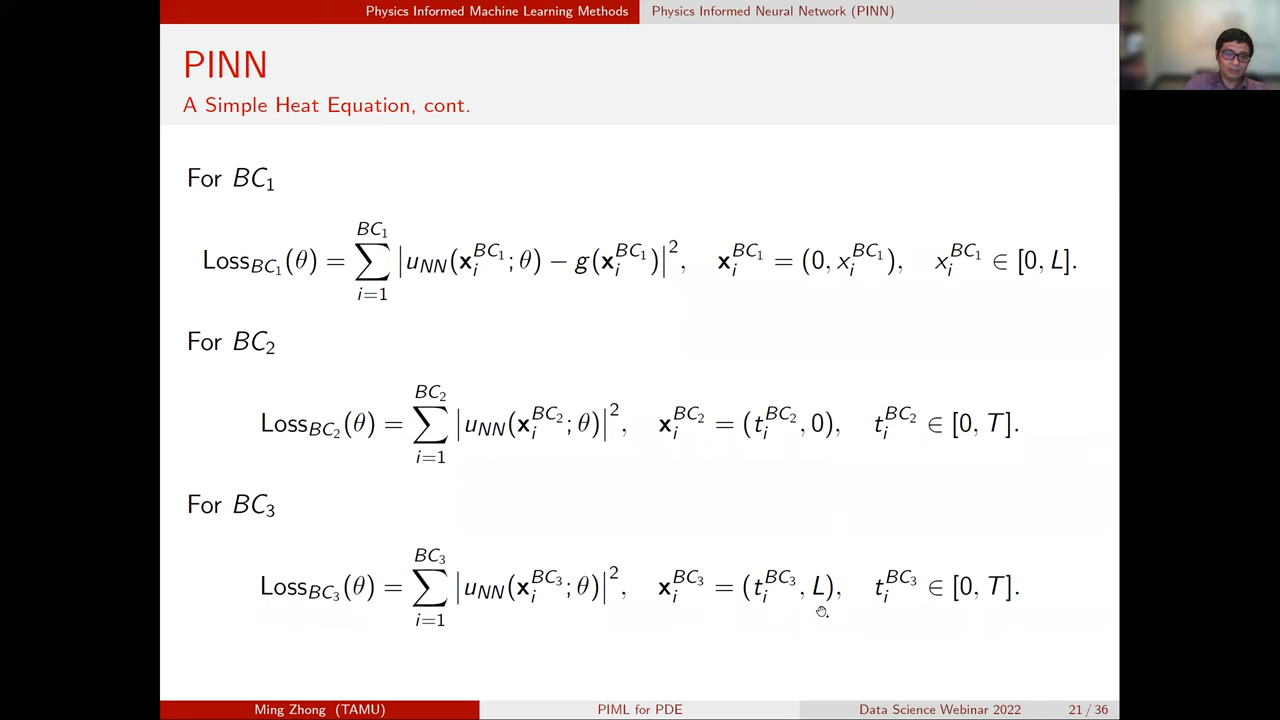 Physics Informed Machine Learning Methods Physics Informed Neural Network (PINN)
PINN
A Simple Heat Equation, cont.
For BC₁
Loss_{BC₁}(θ) = ∑_{i=1}^{BC₁} |u_{NN}(𝐱_i^{BC₁}; θ) − g(𝐱_i^{BC₁})|², 𝐱_i^{BC₁} = (0, x_i^{BC₁}), x_i^{BC₁} ∈ [0, L].
For BC₂
Loss_{BC₂}(θ) = ∑_{i=1}^{BC₂} |u_{NN}(𝐱_i^{BC₂}; θ)|², 𝐱_i^{BC₂} = (t_i^{BC₂}, 0), t_i^{BC₂} ∈ [0, T].
For BC₃
Loss_{BC₃}(θ) = ∑_{i=1}^{BC₃} |u_{NN}(𝐱_i^{BC₃}; θ)|², 𝐱_i^{BC₃} = (t_i^{BC₃}, L), t_i^{BC₃} ∈ [0, T].
Ming Zhong (TAMU) PIML for PDE Data Science Webinar 2022 21 / 36